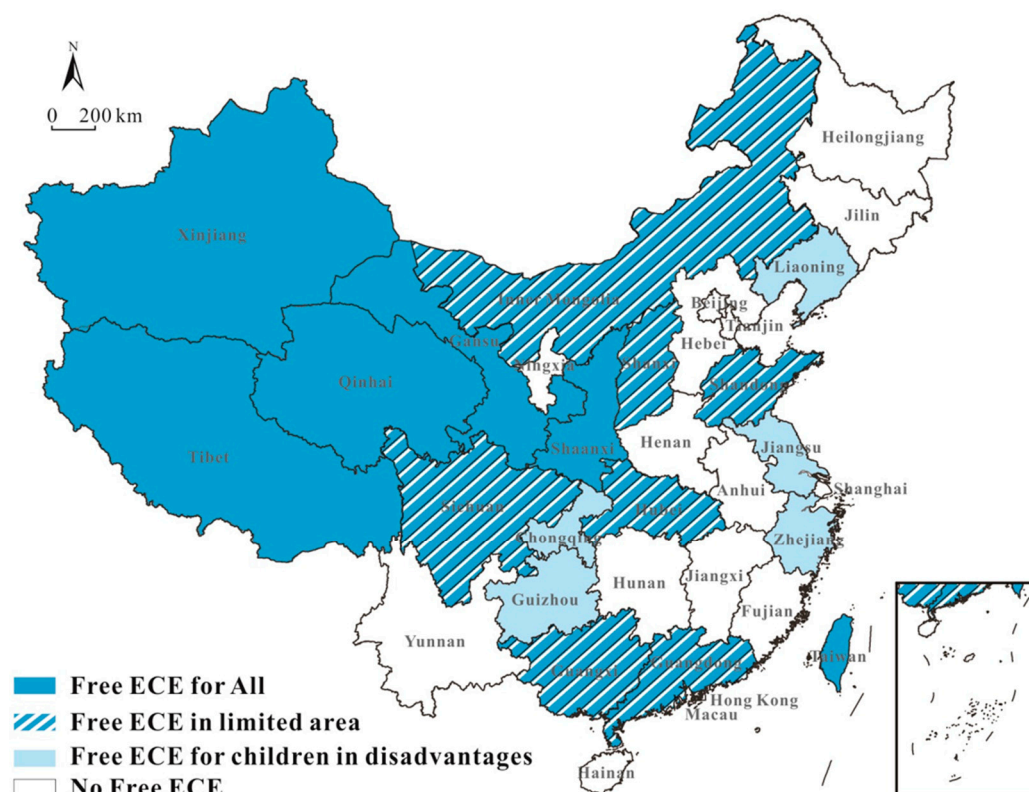 N
0 200 km
Heilongjiang
Jilin
Xinjiang
Liaoning
Inner Mongolia
Beijing
Tianjin
Gansu
Hebei
Ningxia
Shanxi
Qinhai
Shandong
Henan
Jiangsu
Shaanxi
Tibet
Anhui
Shanghai
Sichuan
Hubei
Chongqing
Zhejiang
Hunan
Jiangxi
Guizhou
Fujian
Yunnan
Taiwan
Guangxi
Guangdong
Hong Kong
Macau
Hainan
Free ECE for All
Free ECE in limited area
Free ECE for children in disadvantages
No Free ECE